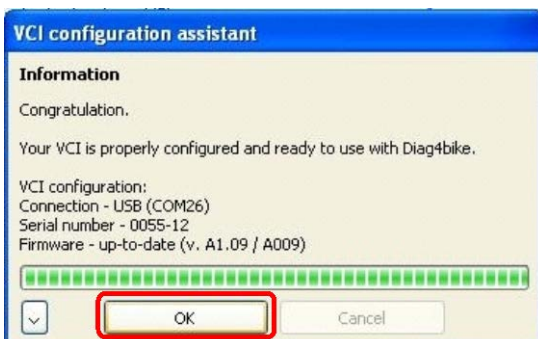 VCI configuration assistant
Information
Congratulation.
Your VCI is properly configured and ready to use with Diag4bike.
VCI configuration:
Connection - USB (COM26)
Serial number - 0055-12
Firmware - up-to-date (v. A1.09 / A009)
OK
Cancel